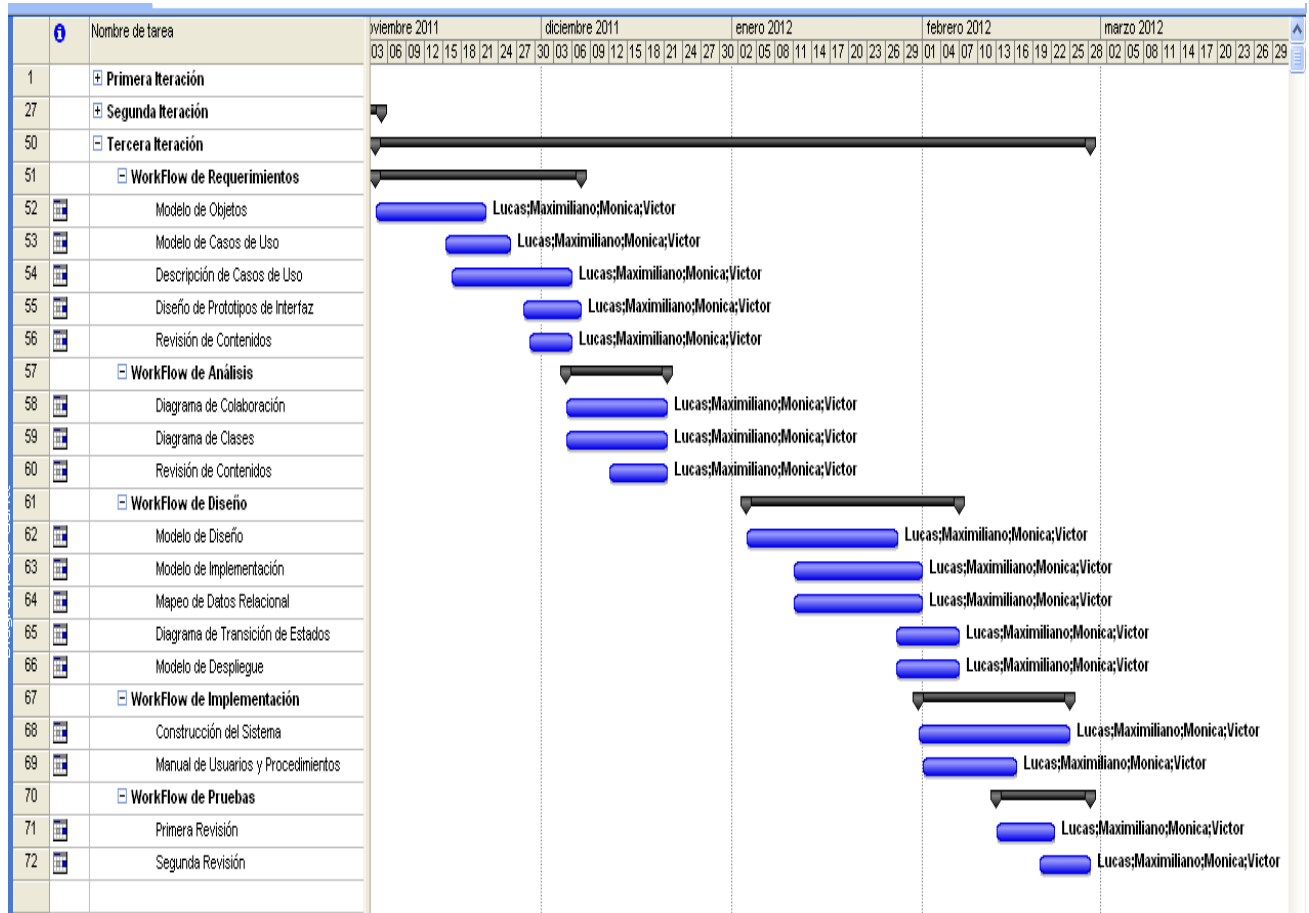 Nombre de tarea
oviembre 2011 diciembre 2011 enero 2012 febrero 2012 marzo 2012
03 06 09 12 15 18 21 24 27 30 03 06 09 12 15 18 21 24 27 30 02 05 08 11 14 17 20 23 26 29 01 04 07 10 13 16 19 22 25 28 02 05 08 11 14 17 20 23 26 29
1 Primera Iteración
27 Segunda Iteración
50 Tercera Iteración
51 WorkFlow de Requerimientos
52 Modelo de Objetos Lucas;Maximiliano;Monica;Victor
53 Modelo de Casos de Uso Lucas;Maximiliano;Monica;Victor
54 Descripción de Casos de Uso Lucas;Maximiliano;Monica;Victor
55 Diseño de Prototipos de Interfaz Lucas;Maximiliano;Monica;Victor
56 Revisión de Contenidos Lucas;Maximiliano;Monica;Victor
57 WorkFlow de Análisis
58 Diagrama de Colaboración Lucas;Maximiliano;Monica;Victor
59 Diagrama de Clases Lucas;Maximiliano;Monica;Victor
60 Revisión de Contenidos Lucas;Maximiliano;Monica;Victor
61 WorkFlow de Diseño
62 Modelo de Diseño Lucas;Maximiliano;Monica;Victor
63 Modelo de Implementación Lucas;Maximiliano;Monica;Victor
64 Mapeo de Datos Relacional Lucas;Maximiliano;Monica;Victor
65 Diagrama de Transición de Estados Lucas;Maximiliano;Monica;Victor
66 Modelo de Despliegue Lucas;Maximiliano;Monica;Victor
67 WorkFlow de Implementación
68 Construcción del Sistema Lucas;Maximiliano;Monica;Victor
69 Manual de Usuarios y Procedimientos Lucas;Maximiliano;Monica;Victor
70 WorkFlow de Pruebas
71 Primera Revisión Lucas;Maximiliano;Monica;Victor
72 Segunda Revisión Lucas;Maximiliano;Monica;Victor